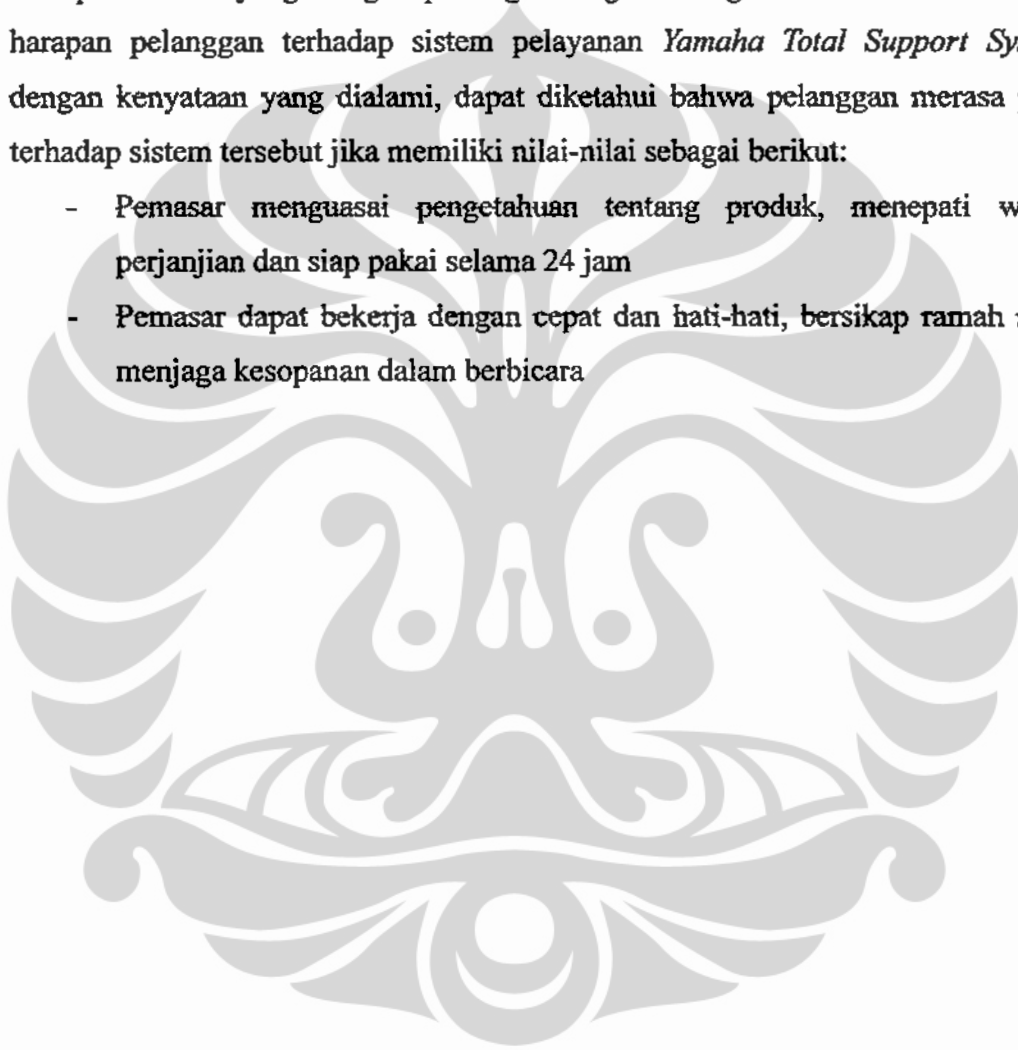 harapan pelanggan terhadap sistem pelayanan Yamaha Total Support Sy
dengan kenyataan yang dialami, dapat diketahui bahwa pelanggan merasa
terhadap sistem tersebut jika memiliki nilai-nilai sebagai berikut:
- Pemasar menguasai pengetahuan tentang produk, menepati w
perjanjian dan siap pakai selama 24 jam
- Pemasar dapat bekerja dengan cepat dan hati-hati, bersikap ramah
menjaga kesopanan dalam berbicara